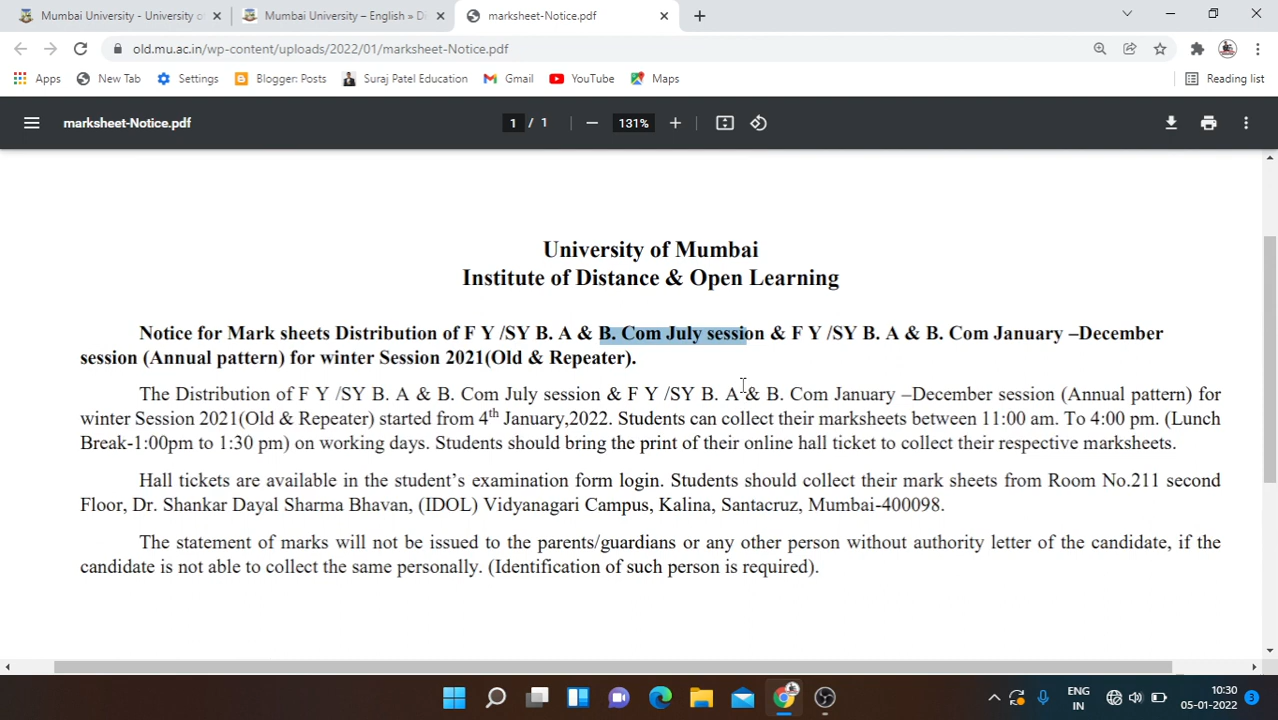 Mumbai University - University o
Mumbai University – English » Di
marksheet-Notice.pdf
old.mu.ac.in/wp-content/uploads/2022/01/marksheet-Notice.pdf
Apps New Tab Settings Blogger: Posts Suraj Patel Education Gmail YouTube Maps Reading list
marksheet-Notice.pdf 1 / 1 131%
University of Mumbai
Institute of Distance & Open Learning
Notice for Mark sheets Distribution of F Y /SY B. A & B. Com July session & F Y /SY B. A & B. Com January –December
session (Annual pattern) for winter Session 2021(Old & Repeater).
The Distribution of F Y /SY B. A & B. Com July session & F Y /SY B. A & B. Com January –December session (Annual pattern) for
winter Session 2021(Old & Repeater) started from 4th January,2022. Students can collect their marksheets between 11:00 am. To 4:00 pm. (Lunch
Break-1:00pm to 1:30 pm) on working days. Students should bring the print of their online hall ticket to collect their respective marksheets.
Hall tickets are available in the student’s examination form login. Students should collect their mark sheets from Room No.211 second
Floor, Dr. Shankar Dayal Sharma Bhavan, (IDOL) Vidyanagari Campus, Kalina, Santacruz, Mumbai-400098.
The statement of marks will not be issued to the parents/guardians or any other person without authority letter of the candidate, if the
candidate is not able to collect the same personally. (Identification of such person is required).
ENG
IN
10:30
05-01-2022
3